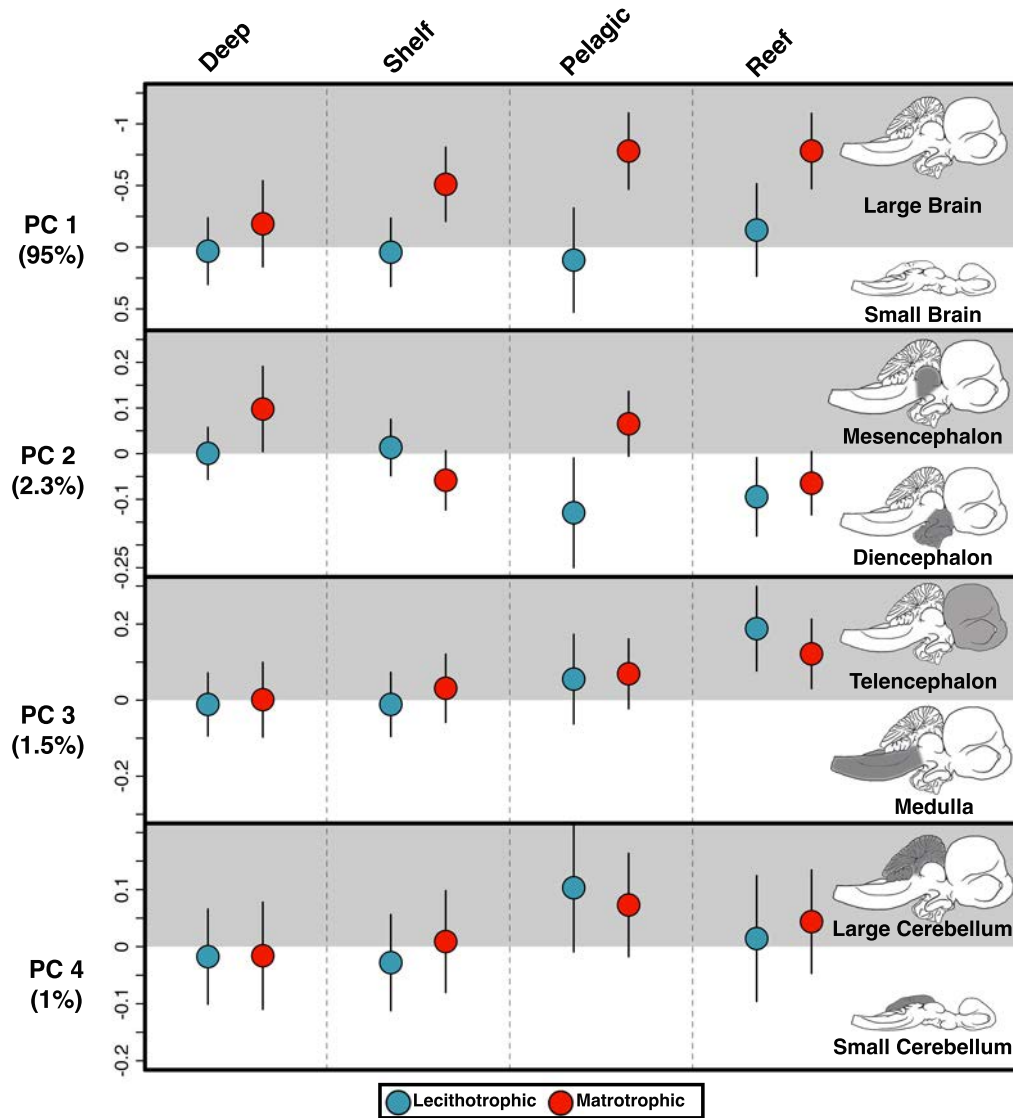 Deep Shelf Pelagic Reef
-1
-0.5
0
0.5
PC 1
(95%)
Large Brain
Small Brain
0.2
0.1
0
-0.1
-0.25
PC 2
(2.3%)
Mesencephalon
Diencephalon
0.2
0
-0.2
PC 3
(1.5%)
Telencephalon
Medulla
0.1
0
-0.1
-0.2
PC 4
(1%)
Large Cerebellum
Small Cerebellum
Lecithotrophic Matrotrophic